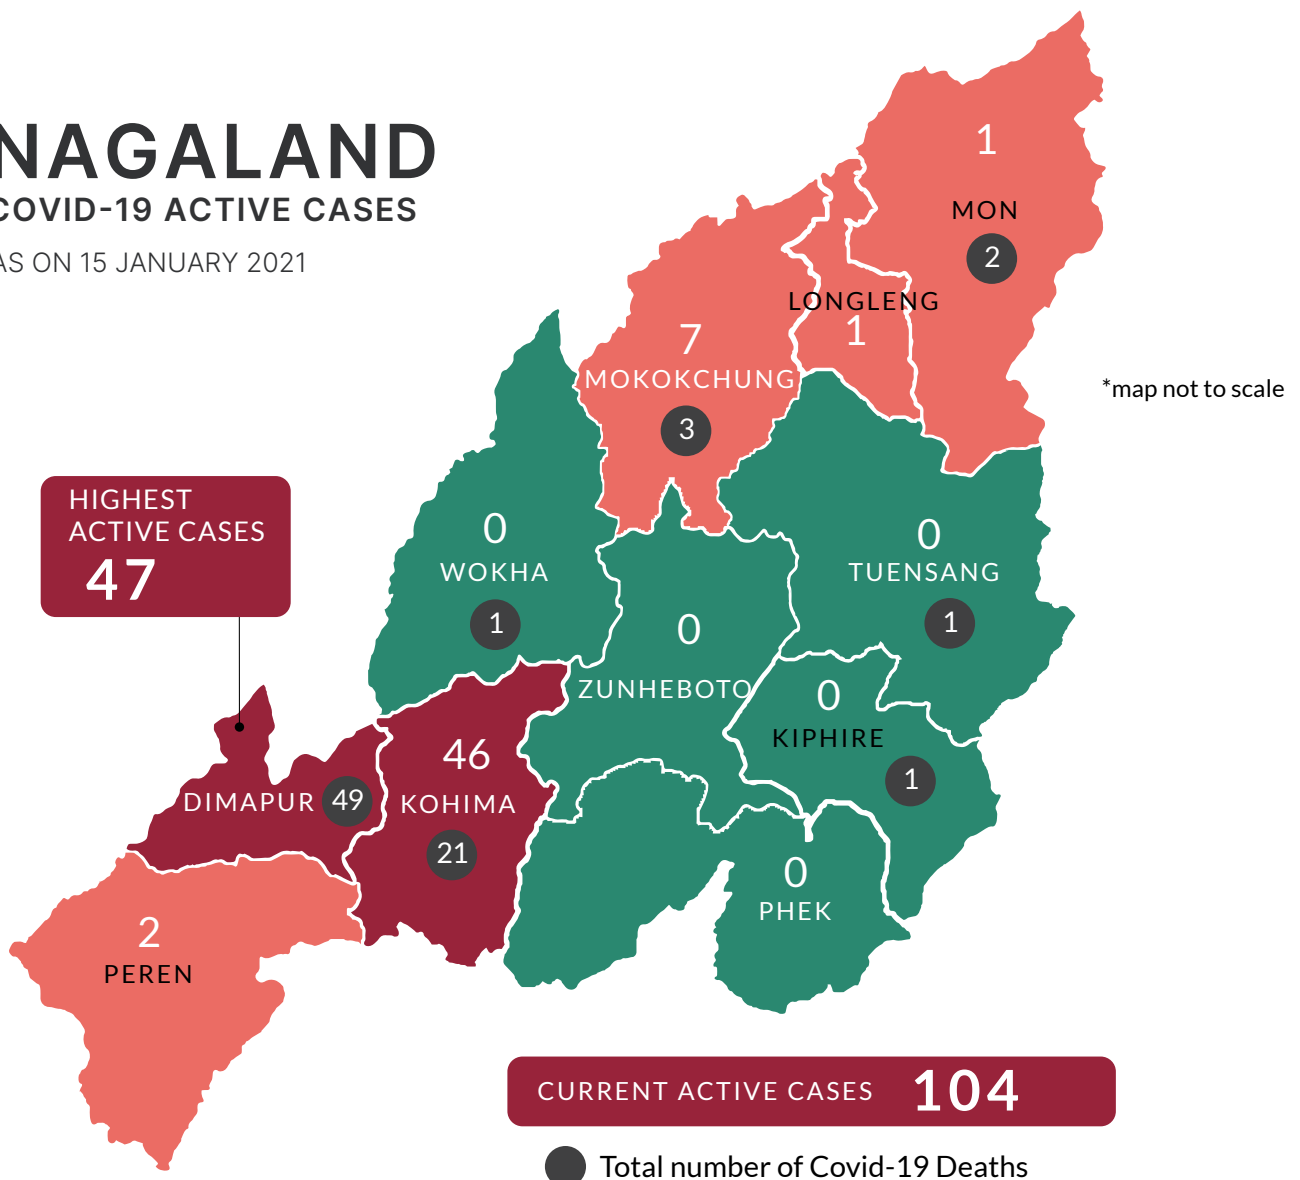 NAGALAND
COVID-19 ACTIVE CASES
AS ON 15 JANUARY 2021
1
MON
2
LONGLENG
1
7
MOKOKCHUNG
3
*map not to scale
HIGHEST
ACTIVE CASES
47
0
WOKHA
1
0
TUENSANG
1
0
ZUNHEBOTO
0
KIPHIRE
1
46
KOHIMA
21
DIMAPUR 49
0
PHEK
2
PEREN
CURRENT ACTIVE CASES 104
Total number of Covid-19 Deaths